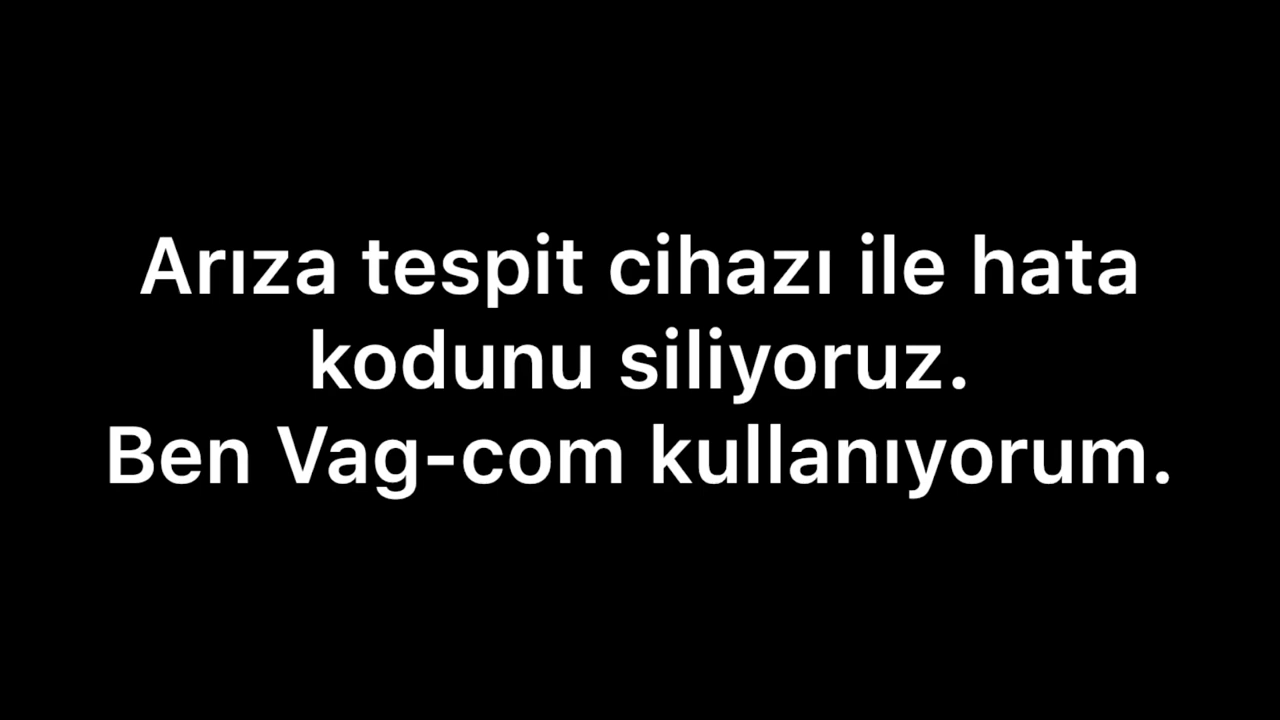 Arıza tespit cihazı ile hata
kodunu siliyoruz.
Ben Vag-com kullanıyorum.